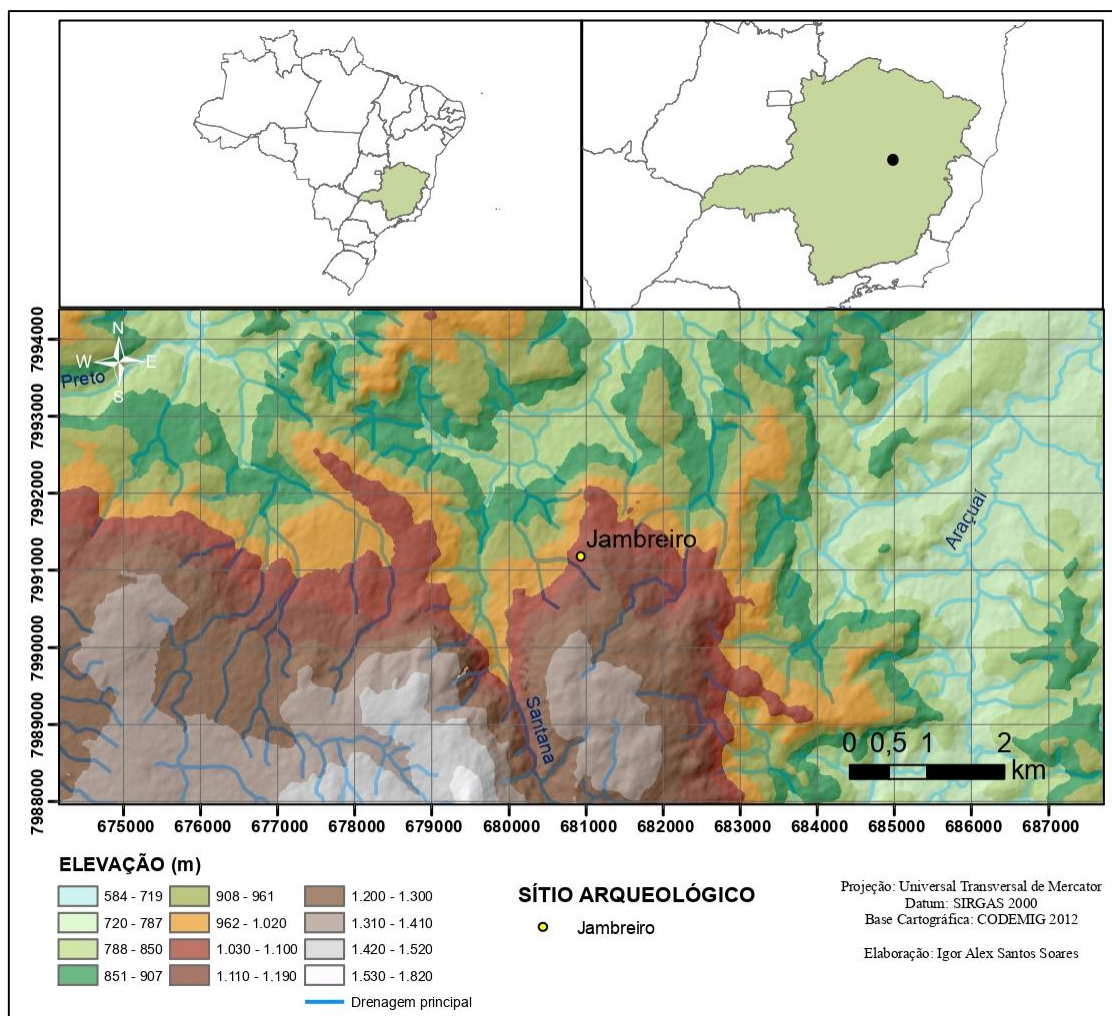 N
W E
S
Preto
Jambreiro
Araçuaí
Santana
0 0,5 1 2
km
7994000
7993000
7992000
7991000
7990000
7989000
7988000
675000 676000 677000 678000 679000 680000 681000 682000 683000 684000 685000 686000 687000
ELEVAÇÃO (m)
584 - 719
720 - 787
788 - 850
851 - 907
908 - 961
962 - 1.020
1.030 - 1.100
1.110 - 1.190
1.200 - 1.300
1.310 - 1.410
1.420 - 1.520
1.530 - 1.820
Drenagem principal
SÍTIO ARQUEOLÓGICO
Jambreiro
Projeção: Universal Transversal de Mercator
Datum: SIRGAS 2000
Base Cartográfica: CODEMIG 2012
Elaboração: Igor Alex Santos Soares